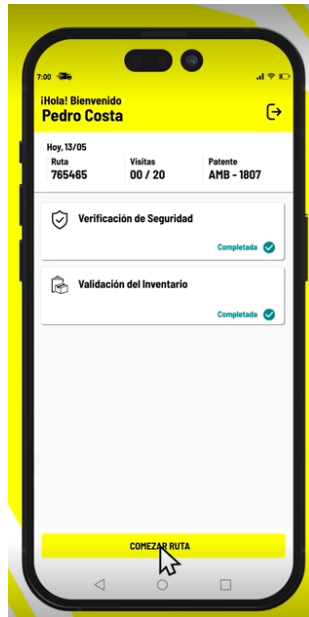 7:00
¡Hola! Bienvenido
Pedro Costa
Hoy, 13/05
Ruta Visitas Patente
765465 00 / 20 AMB - 1807
Verificación de Seguridad
Completada
Validación del Inventario
Completada
COMEZAR RUTA